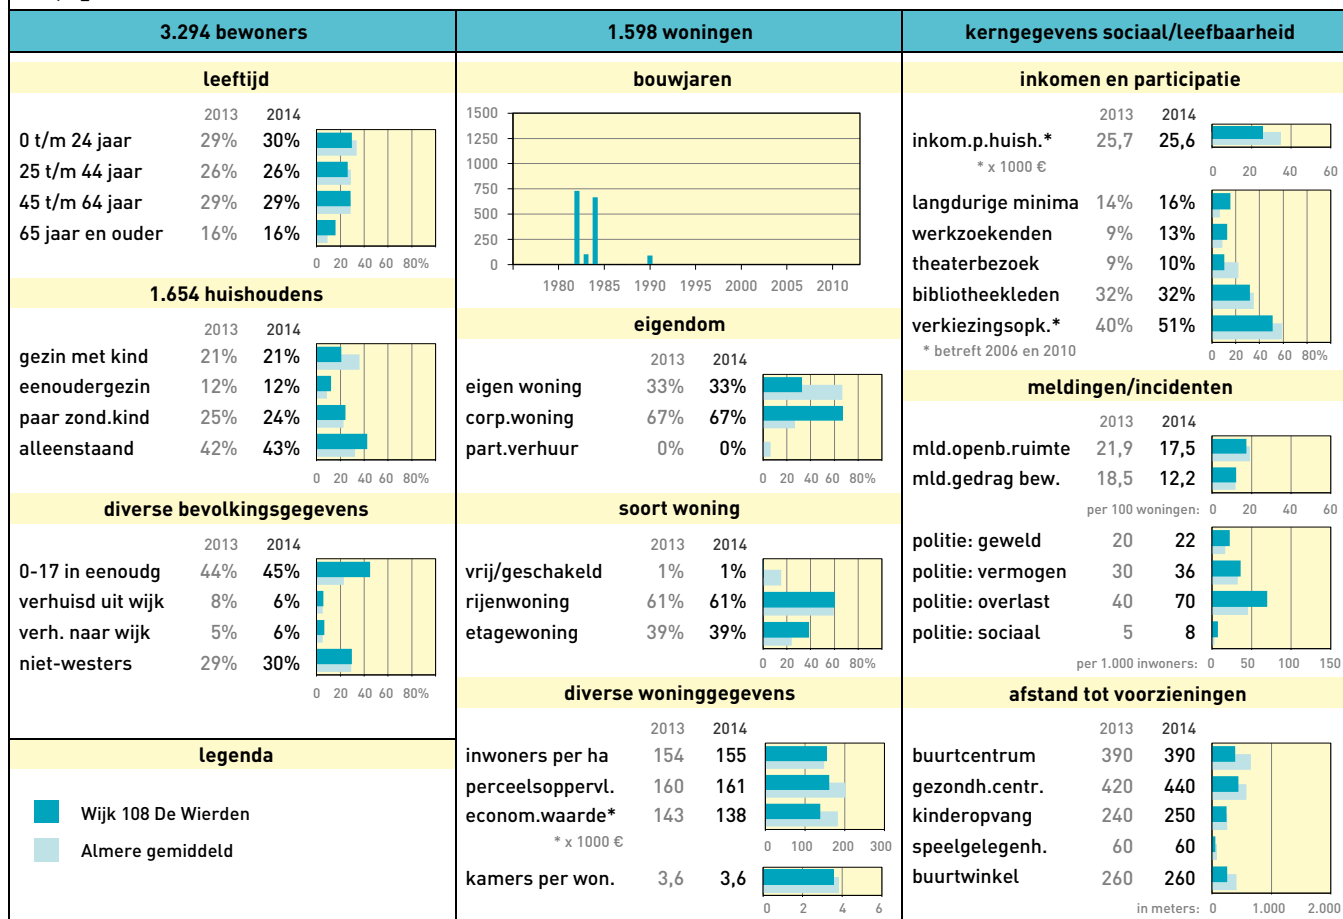 3.294 bewoners
leeftijd
2013 2014
0 t/m 24 jaar 29% 30%
25 t/m 44 jaar 26% 26%
45 t/m 64 jaar 29% 29%
65 jaar en ouder 16% 16%
0 20 40 60 80%
1.654 huishoudens
2013 2014
gezin met kind 21% 21%
eenoudergezin 12% 12%
paar zond.kind 25% 24%
alleenstaand 42% 43%
0 20 40 60 80%
diverse bevolkingsgegevens
2013 2014
0-17 in eenoudg 44% 45%
verhuisd uit wijk 8% 6%
verh. naar wijk 5% 6%
niet-westers 29% 30%
0 20 40 60 80%
legenda
Wijk 108 De Wierden
Almere gemiddeld
1.598 woningen
bouwjaren
1500
1250
1000
750
500
250
0
1980 1985 1990 1995 2000 2005 2010
eigendom
2013 2014
eigen woning 33% 33%
corp.woning 67% 67%
part.verhuur 0% 0%
0 20 40 60 80%
soort woning
2013 2014
vrij/geschakeld 1% 1%
rijenwoning 61% 61%
etagewoning 39% 39%
0 20 40 60 80%
diverse woninggegevens
2013 2014
inwoners per ha 154 155
perceelsoppervl. 160 161
econom.waarde* 143 138
* x 1000 €
0 100 200 300
kamers per won. 3,6 3,6
0 2 4 6
kerngegevens sociaal/leefbaarheid
inkomen en participatie
2013 2014
inkom.p.huish.* 25,7 25,6
* x 1000 €
0 20 40 60
langdurige minima 14% 16%
werkzoekenden 9% 13%
theaterbezoek 9% 10%
bibliotheekleden 32% 32%
verkiezingsopk.* 40% 51%
* betreft 2006 en 2010
0 20 40 60 80%
meldingen/incidenten
2013 2014
mld.openb.ruimte 21,9 17,5
mld.gedrag bew. 18,5 12,2
per 100 woningen: 0 20 40 60
politie: geweld 20 22
politie: vermogen 30 36
politie: overlast 40 70
politie: sociaal 5 8
per 1.000 inwoners: 0 50 100 150
afstand tot voorzieningen
2013 2014
buurtcentrum 390 390
gezondh.centr. 420 440
kinderopvang 240 250
speelgelegenh. 60 60
buurtwinkel 260 260
in meters: 0 1.000 2.000